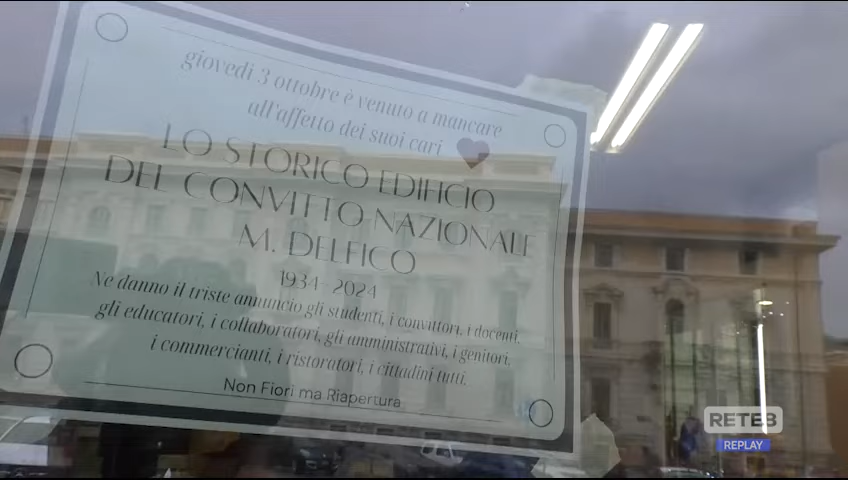 giovedì 3 ottobre è venuto a mancare
all'affetto dei suoi cari
LO STORICO EDIFICIO
DEL CONVITTO NAZIONALE
M. DELFICO
1934 - 2024
Ne danno il triste annuncio gli studenti, i convittori, i docenti,
gli educatori, i collaboratori, gli amministrativi, i genitori,
i commercianti, i ristoratori, i cittadini tutti.
Non Fiori ma Riapertura
RETE8
REPLAY